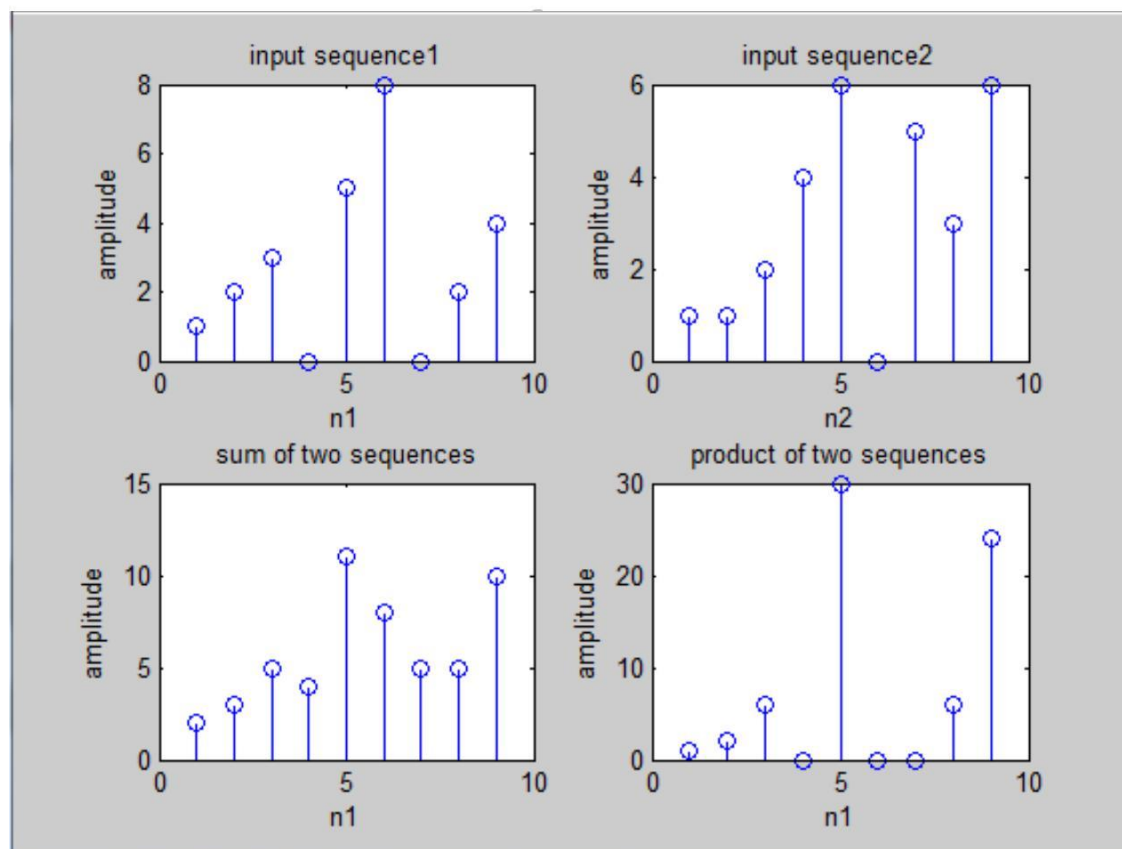 input sequence1
8
6
4
2
0
amplitude
0 5 10
n1
input sequence2
6
4
2
0
amplitude
0 5 10
n2
sum of two sequences
15
10
5
0
amplitude
0 5 10
n1
product of two sequences
30
20
10
0
amplitude
0 5 10
n1